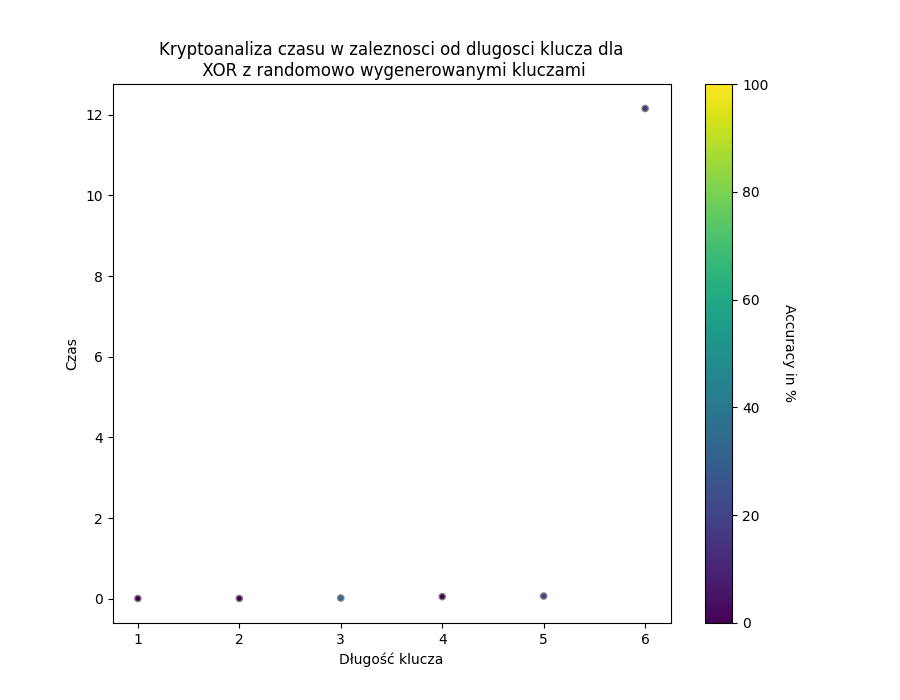 Kryptoanaliza czasu w zaleznosci od dlugosci klucza dla
XOR z randomowo wygenerowanymi kluczami
12
10
8
6
4
2
0
Czas
1 2 3 4 5 6
Długość klucza
100
80
60
40
20
0
Accuracy in %